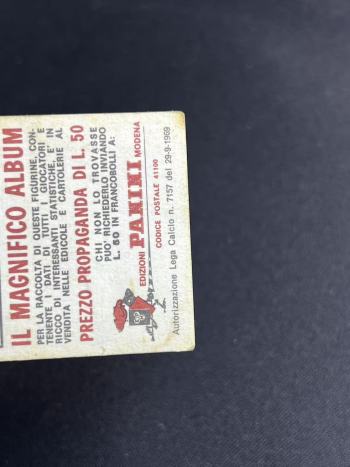 IL MAGNIFICO ALBUM
PER LA RACCOLTA DI QUESTE FIGURINE, CON-
TENENTE I DATI DI TUTTI I GIOCATORI E
RICCO DI INTERESSANTI STATISTICHE, E' IN
VENDITA NELLE EDICOLE E CARTOLERIE AL
PREZZO PROPAGANDA DI L. 50
CHI NON LO TROVASSE
PUO' RICHIEDERLO INVIANDO
L. 50 IN FRANCOBOLLI A:
EDIZIONI
PANINI
MODENA
CODICE POSTALE 41100
Autorizzazione Lega Calcio n. 7157 del 29-9-1969